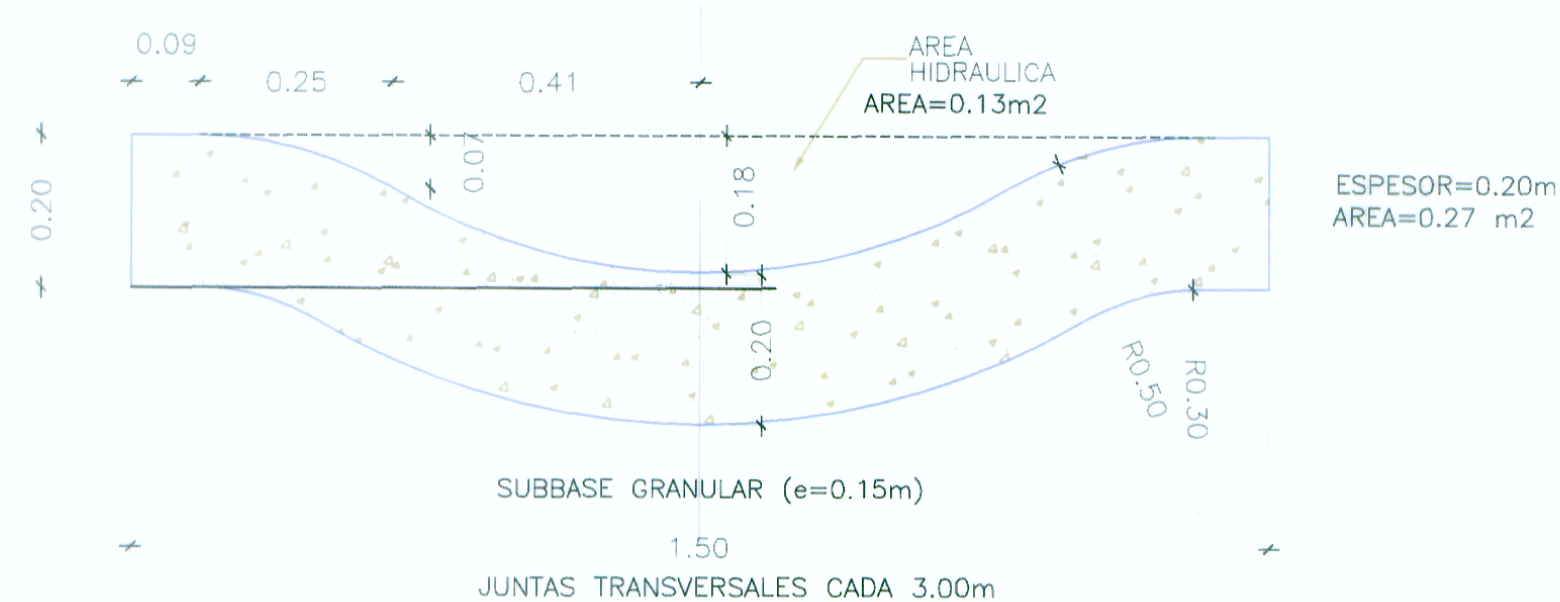 0.09
0.25
0.41
AREA
HIDRAULICA
AREA=0.13m2
0.07
0.18
0.20
ESPESOR=0.20m
AREA=0.27 m2
0.20
R0.50
R0.30
SUBBASE GRANULAR (e=0.15m)
1.50
JUNTAS TRANSVERSALES CADA 3.00m